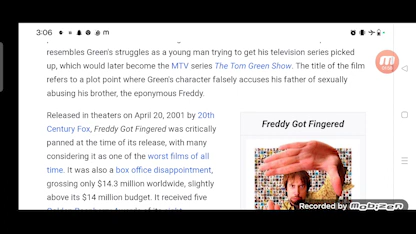 3:06
resembles Green's struggles as a young man trying to get his television series picked
up, which would later become the MTV series The Tom Green Show. The title of the film
refers to a plot point where Green's character falsely accuses his father of sexually
abusing his brother, the eponymous Freddy.
Released in theaters on April 20, 2001 by 20th
Century Fox, Freddy Got Fingered was critically
panned at the time of its release, with many
considering it as one of the worst films of all
time. It was also a box office disappointment,
grossing only $14.3 million worldwide, slightly
above its $14 million budget. It received five
Freddy Got Fingered
Recorded by mobizen